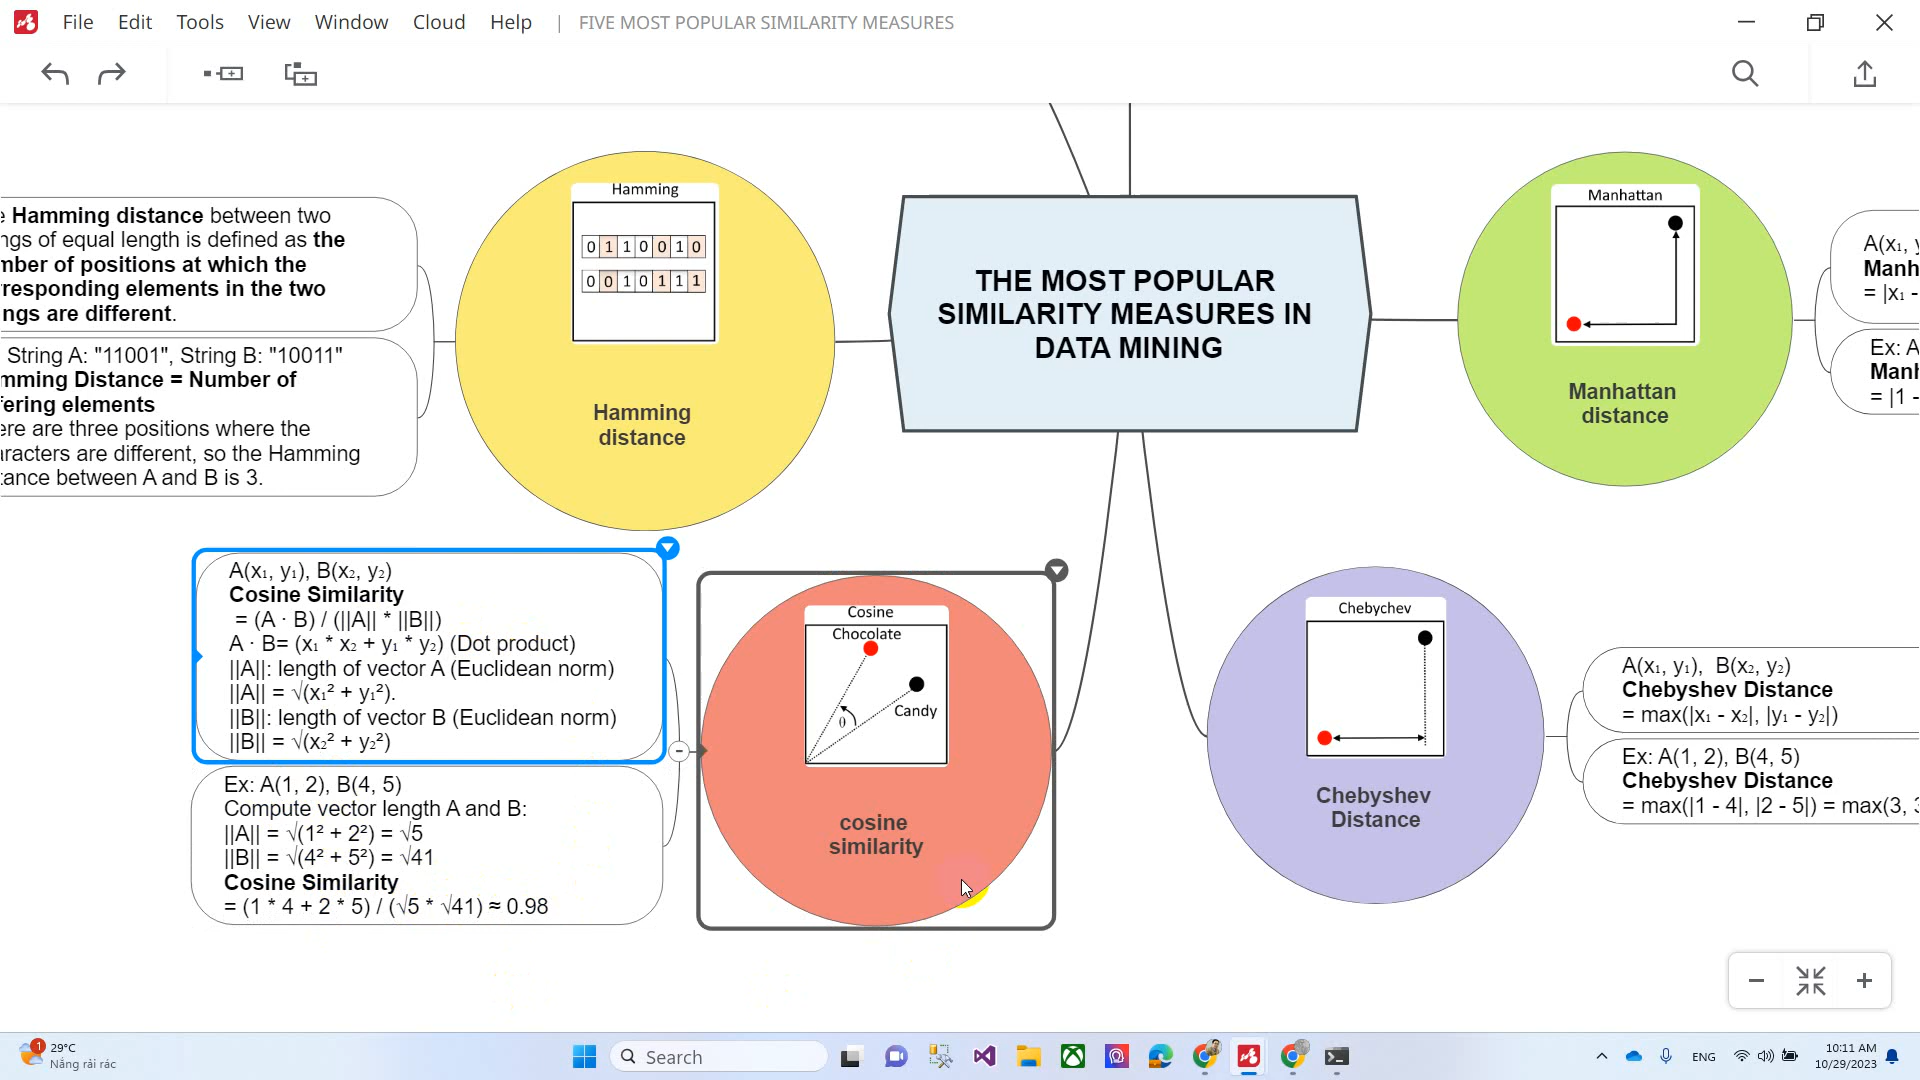 File Edit Tools View Window Cloud Help | FIVE MOST POPULAR SIMILARITY MEASURES
Hamming distance between two
ngs of equal length is defined as the
mber of positions at which the
rresponding elements in the two
ngs are different.
String A: "11001", String B: "10011"
mming Distance = Number of
fering elements
ere are three positions where the
aracters are different, so the Hamming
tance between A and B is 3.
Hamming
0 1 1 0 0 1 0
0 0 1 0 1 1 1
Hamming
distance
THE MOST POPULAR
SIMILARITY MEASURES IN
DATA MINING
Manhattan
Manhattan
distance
A(x₁, y
Manh
= |x₁ -
Ex: A
Manh
= |1 -
A(x₁, y₁), B(x₂, y₂)
Cosine Similarity
= (A · B) / (||A|| * ||B||)
A · B= (x₁ * x₂ + y₁ * y₂) (Dot product)
||A||: length of vector A (Euclidean norm)
||A|| = √(x₁² + y₁²).
||B||: length of vector B (Euclidean norm)
||B|| = √(x₂² + y₂²)
Ex: A(1, 2), B(4, 5)
Compute vector length A and B:
||A|| = √(1² + 2²) = √5
||B|| = √(4² + 5²) = √41
Cosine Similarity
= (1 * 4 + 2 * 5) / (√5 * √41) ≈ 0.98
Cosine
Chocolate
Candy
θ
cosine
similarity
Chebychev
Chebyshev
Distance
A(x₁, y₁), B(x₂, y₂)
Chebyshev Distance
= max(|x₁ - x₂|, |y₁ - y₂|)
Ex: A(1, 2), B(4, 5)
Chebyshev Distance
= max(|1 - 4|, |2 - 5|) = max(3, 3
1
29°C
Nắng rải rác
Search
ENG
10:11 AM
10/29/2023